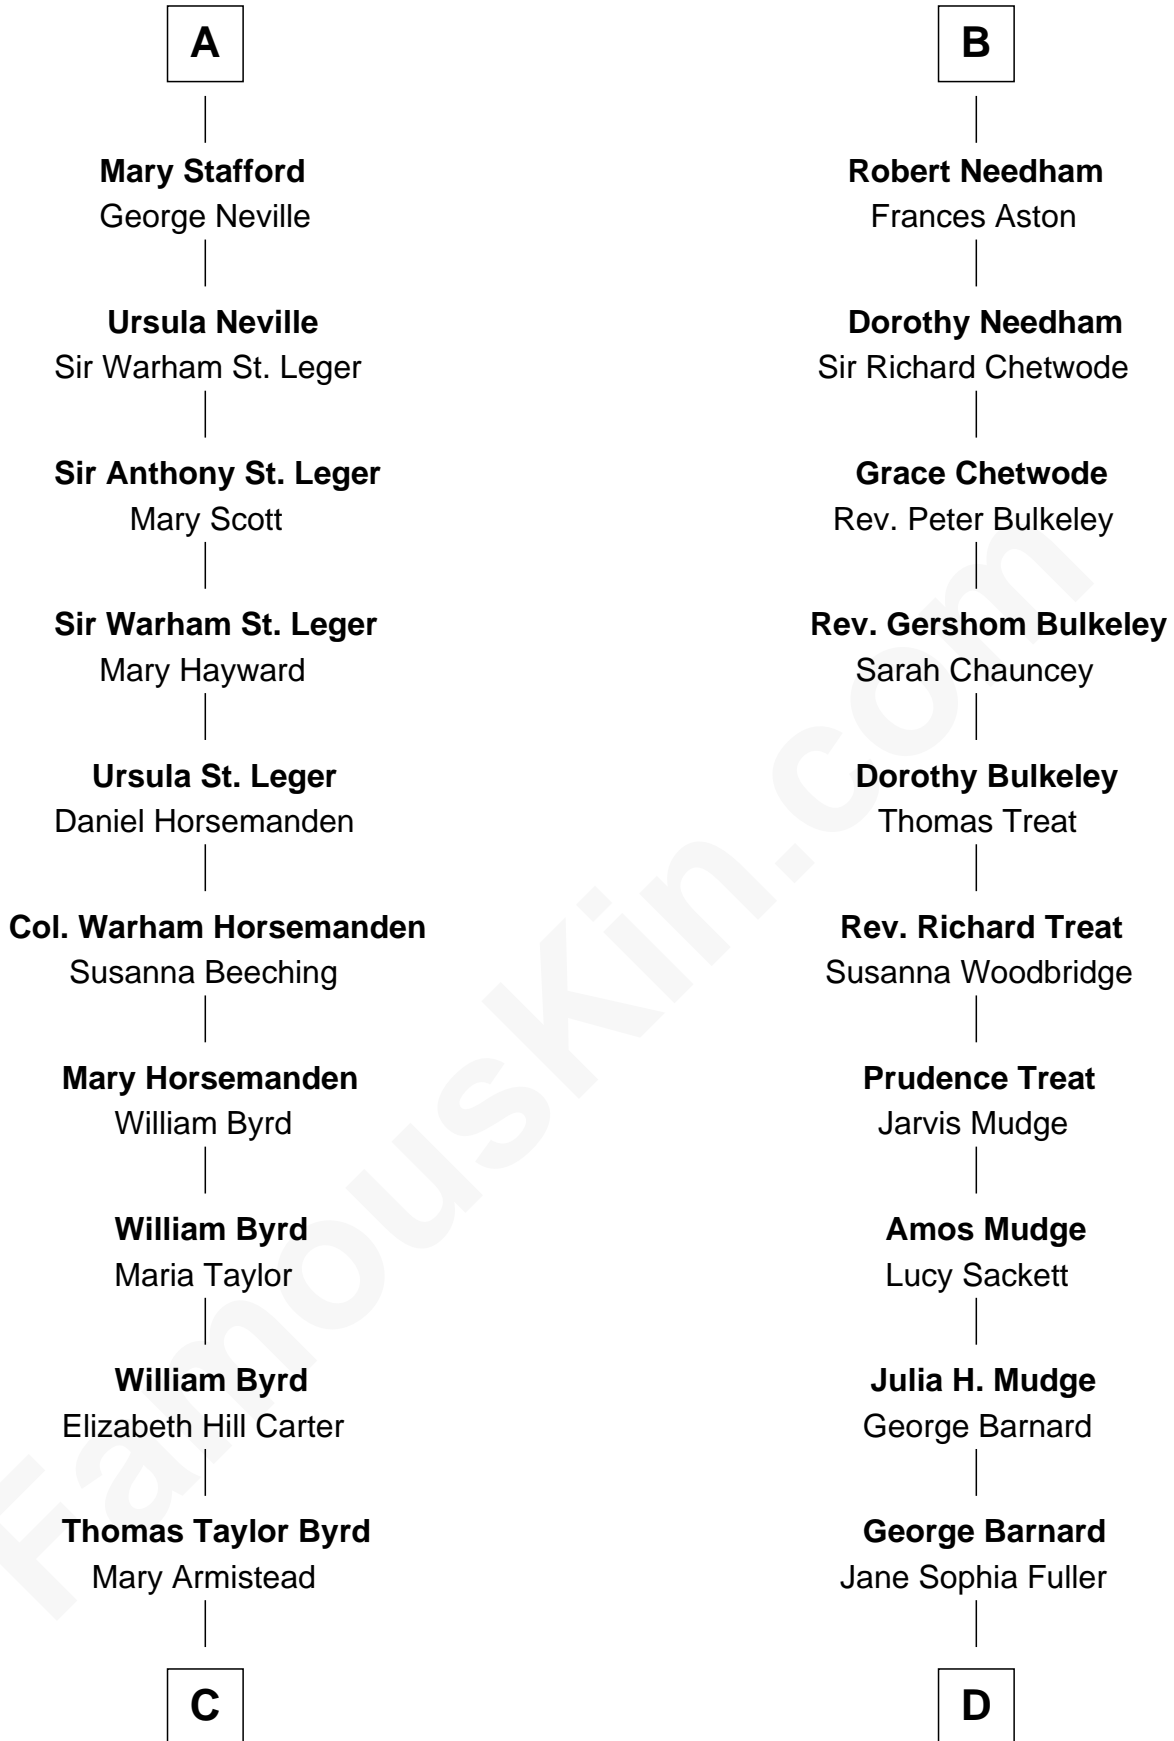 A
Mary Stafford
George Neville
Ursula Neville
Sir Warham St. Leger
Sir Anthony St. Leger
Mary Scott
Sir Warham St. Leger
Mary Hayward
Ursula St. Leger
Daniel Horsemanden
Col. Warham Horsemanden
Susanna Beeching
Mary Horsemanden
William Byrd
William Byrd
Maria Taylor
William Byrd
Elizabeth Hill Carter
Thomas Taylor Byrd
Mary Armistead
C
B
Robert Needham
Frances Aston
Dorothy Needham
Sir Richard Chetwode
Grace Chetwode
Rev. Peter Bulkeley
Rev. Gershom Bulkeley
Sarah Chauncey
Dorothy Bulkeley
Thomas Treat
Rev. Richard Treat
Susanna Woodbridge
Prudence Treat
Jarvis Mudge
Amos Mudge
Lucy Sackett
Julia H. Mudge
George Barnard
George Barnard
Jane Sophia Fuller
D
FamousKin.com